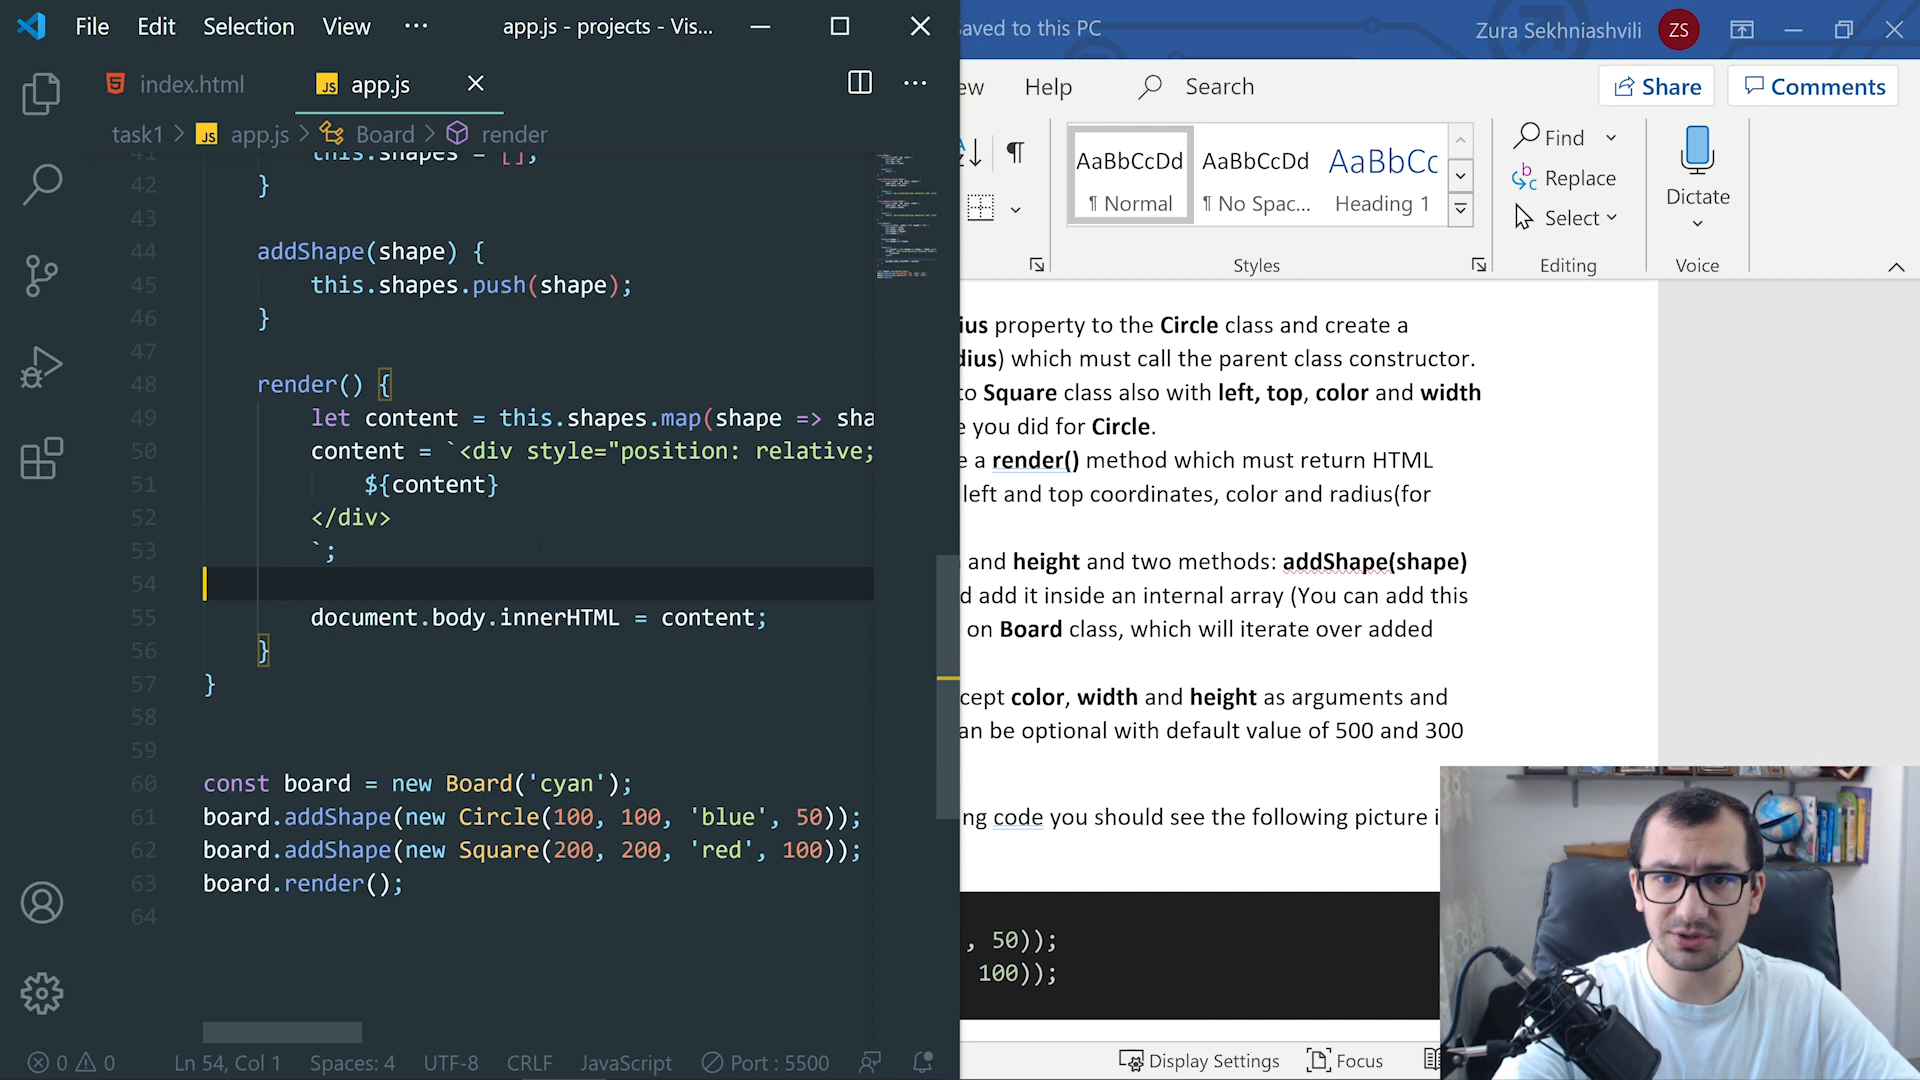 File Edit Selection View ··· app.js - projects - Vis...
index.html
JS app.js
task1 > JS app.js > Board > render
41 this.shapes = [];
42 }
43
44 addShape(shape) {
45 this.shapes.push(shape);
46 }
47
48 render() {
49 let content = this.shapes.map(shape => sha
50 content = `<div style="position: relative;
51 ${content}
52 </div>
53 `;
54
55 document.body.innerHTML = content;
56 }
57 }
58
59
60 const board = new Board('cyan');
61 board.addShape(new Circle(100, 100, 'blue', 50));
62 board.addShape(new Square(200, 200, 'red', 100));
63 board.render();
64
0 0 Ln 54, Col 1 Spaces: 4 UTF-8 CRLF JavaScript Port : 5500
aved to this PC
Zura Sekhniashvili ZS
ew Help Search Share Comments
AaBbCcDd AaBbCcDd AaBbCc
¶ Normal ¶ No Spac... Heading 1
Styles
Find
Replace
Select
Editing
Dictate
Voice
ius property to the Circle class and create a
dius) which must call the parent class constructor.
to Square class also with left, top, color and width
e you did for Circle.
e a render() method which must return HTML
left and top coordinates, color and radius(for
and height and two methods: addShape(shape)
d add it inside an internal array (You can add this
on Board class, which will iterate over added
cept color, width and height as arguments and
an be optional with default value of 500 and 300
ng code you should see the following picture i
, 50));
100));
Display Settings Focus